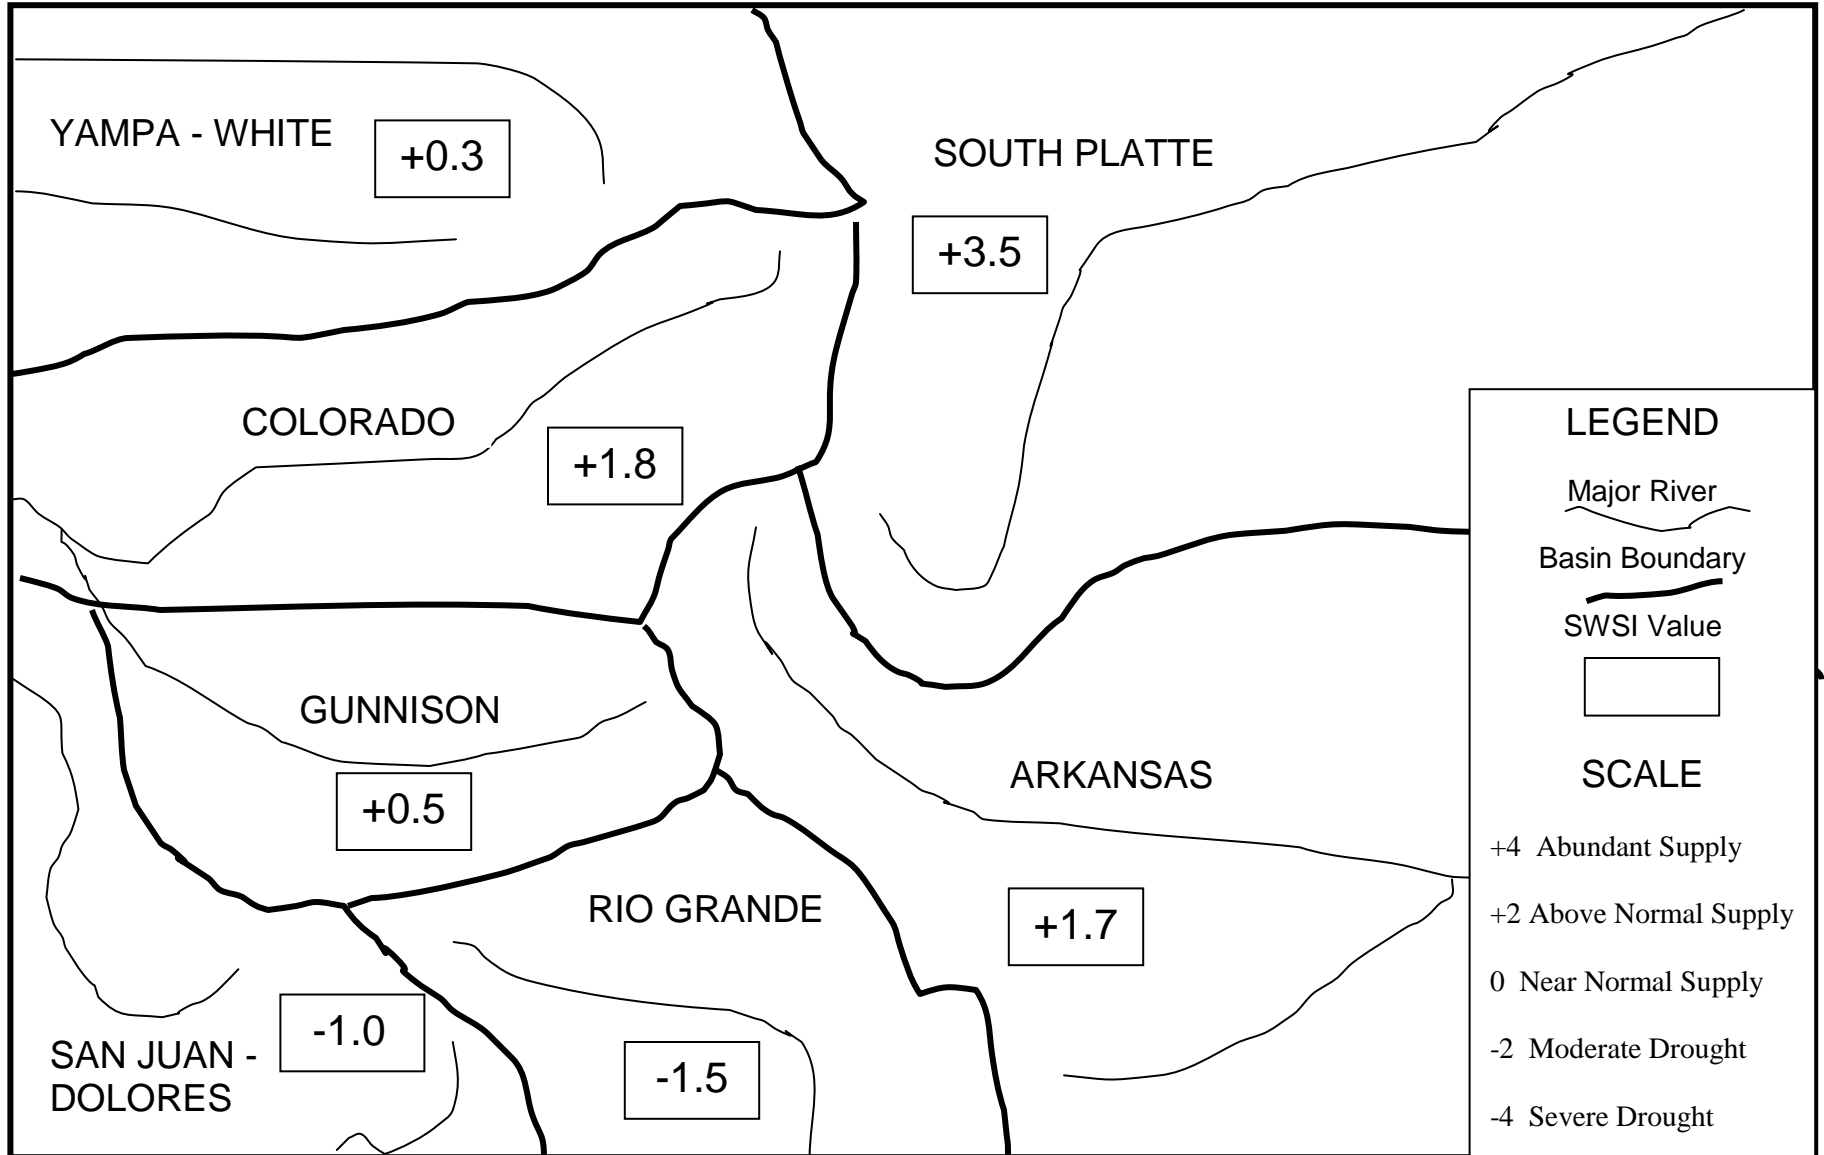 YAMPA - WHITE
+0.3
SOUTH PLATTE
+3.5
COLORADO
+1.8
GUNNISON
+0.5
ARKANSAS
+1.7
RIO GRANDE
-1.5
SAN JUAN -
DOLORES
-1.0
LEGEND
Major River
Basin Boundary
SWSI Value
SCALE
+4 Abundant Supply
+2 Above Normal Supply
0 Near Normal Supply
-2 Moderate Drought
-4 Severe Drought